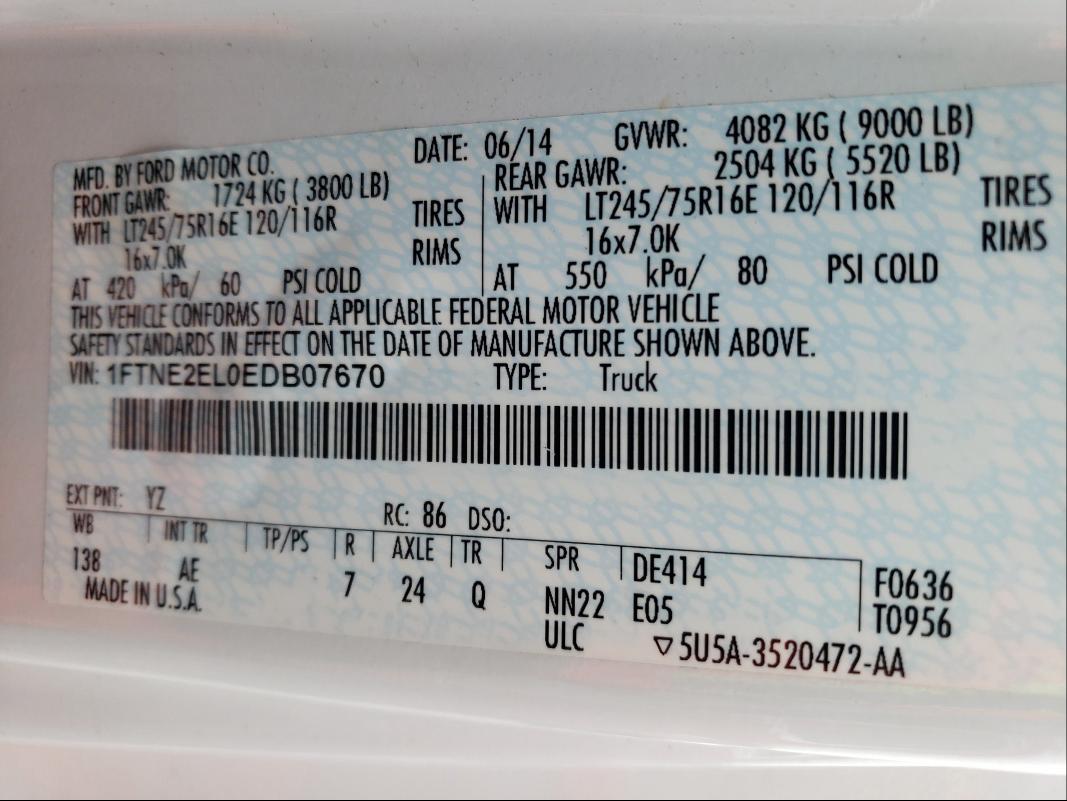 MFD. BY FORD MOTOR CO. DATE: 06/14 GVWR: 4082 KG ( 9000 LB)
FRONT GAWR: 1724 KG ( 3800 LB) REAR GAWR: 2504 KG ( 5520 LB)
WITH LT245/75R16E 120/116R TIRES WITH LT245/75R16E 120/116R TIRES
16x7.0K RIMS 16x7.0K RIMS
AT 420 kPa/ 60 PSI COLD AT 550 kPa/ 80 PSI COLD
THIS VEHICLE CONFORMS TO ALL APPLICABLE FEDERAL MOTOR VEHICLE
SAFETY STANDARDS IN EFFECT ON THE DATE OF MANUFACTURE SHOWN ABOVE.
VIN: 1FTNE2EL0EDB07670 TYPE: Truck
EXT PNT: YZ RC: 86 DSO:
WB INT TR TP/PS R AXLE TR SPR DE414 F0636
138 AE 7 24 Q NN22 E05 T0956
MADE IN U.S.A. ULC ▽5U5A-3520472-AA